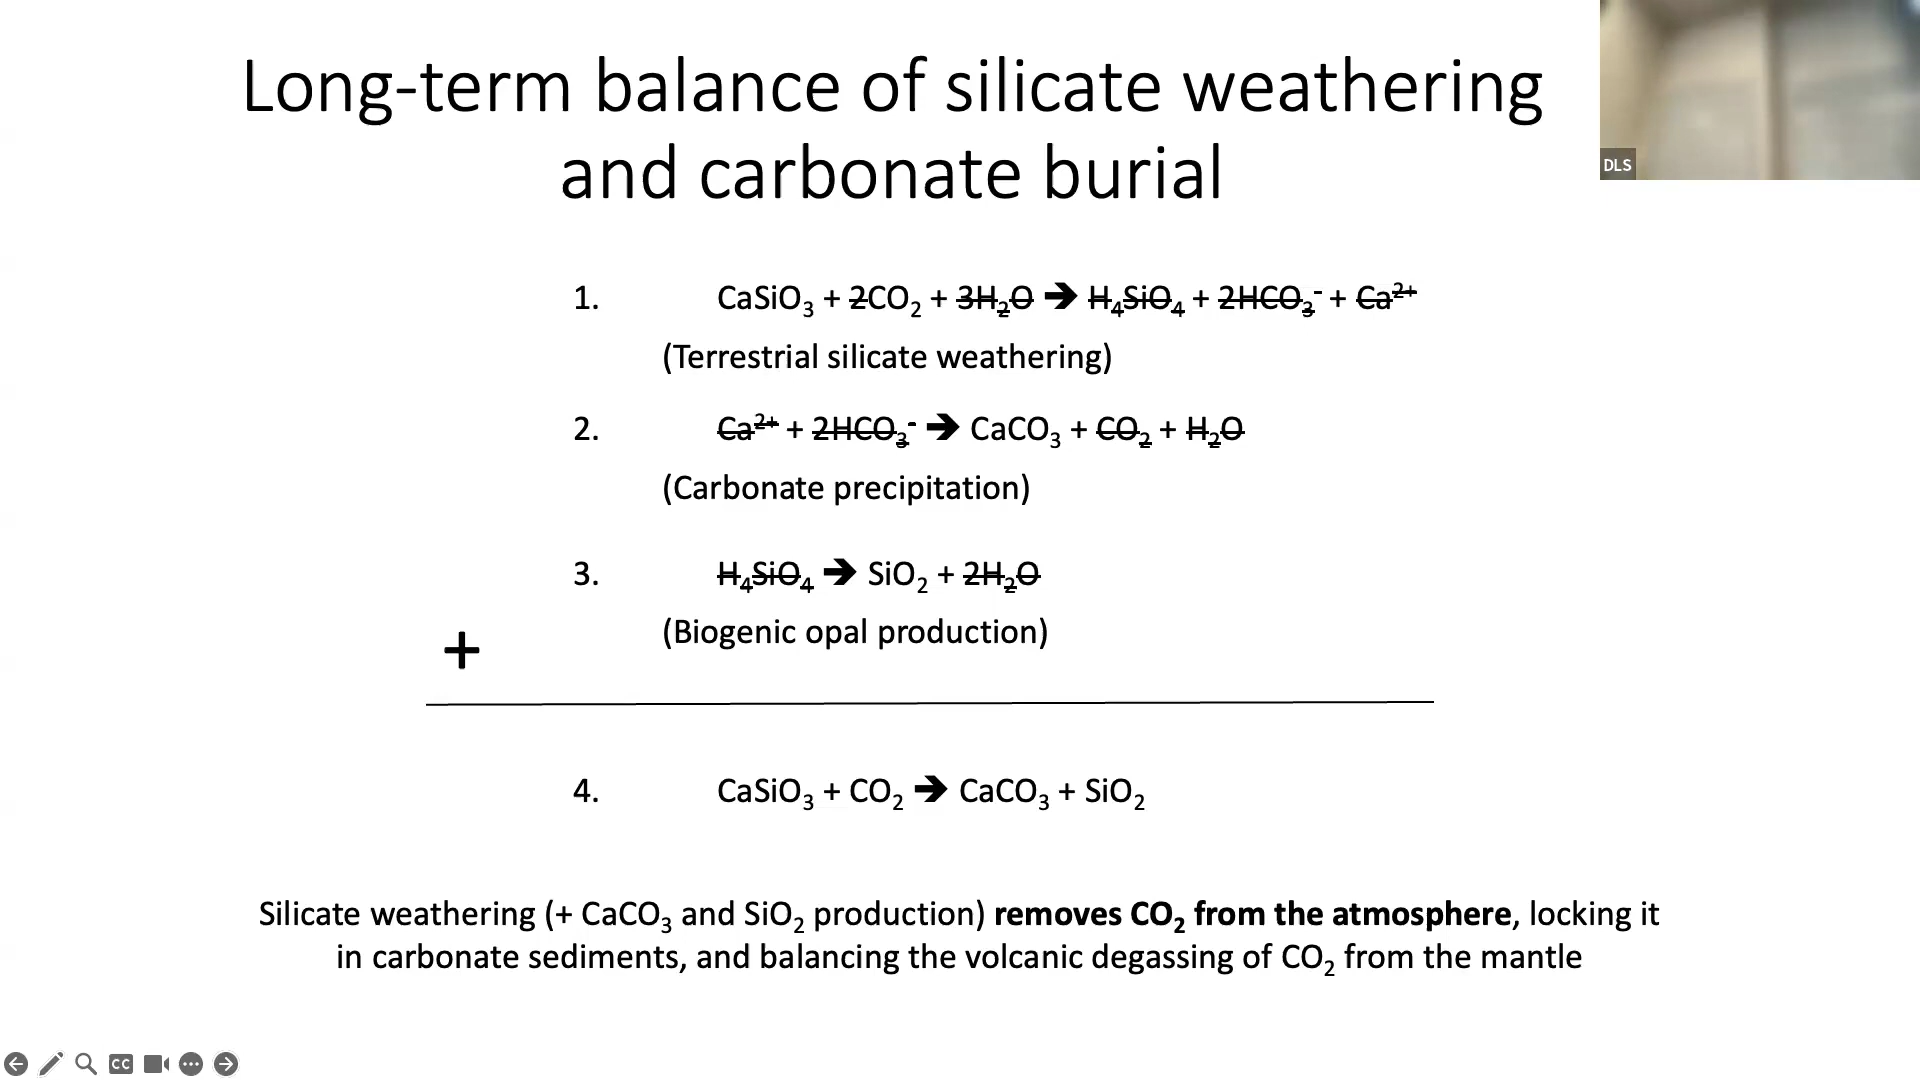 Long-term balance of silicate weathering
and carbonate burial
DLS
1. CaSiO₃ + 2CO₂ + 3H₂O ➔ H₄SiO₄ + 2HCO₃⁻ + Ca²⁺
(Terrestrial silicate weathering)
2. Ca²⁺ + 2HCO₃⁻ ➔ CaCO₃ + CO₂ + H₂O
(Carbonate precipitation)
3. H₄SiO₄ ➔ SiO₂ + 2H₂O
(Biogenic opal production)
+
4. CaSiO₃ + CO₂ ➔ CaCO₃ + SiO₂
Silicate weathering (+ CaCO₃ and SiO₂ production) removes CO₂ from the atmosphere, locking it
in carbonate sediments, and balancing the volcanic degassing of CO₂ from the mantle
CC